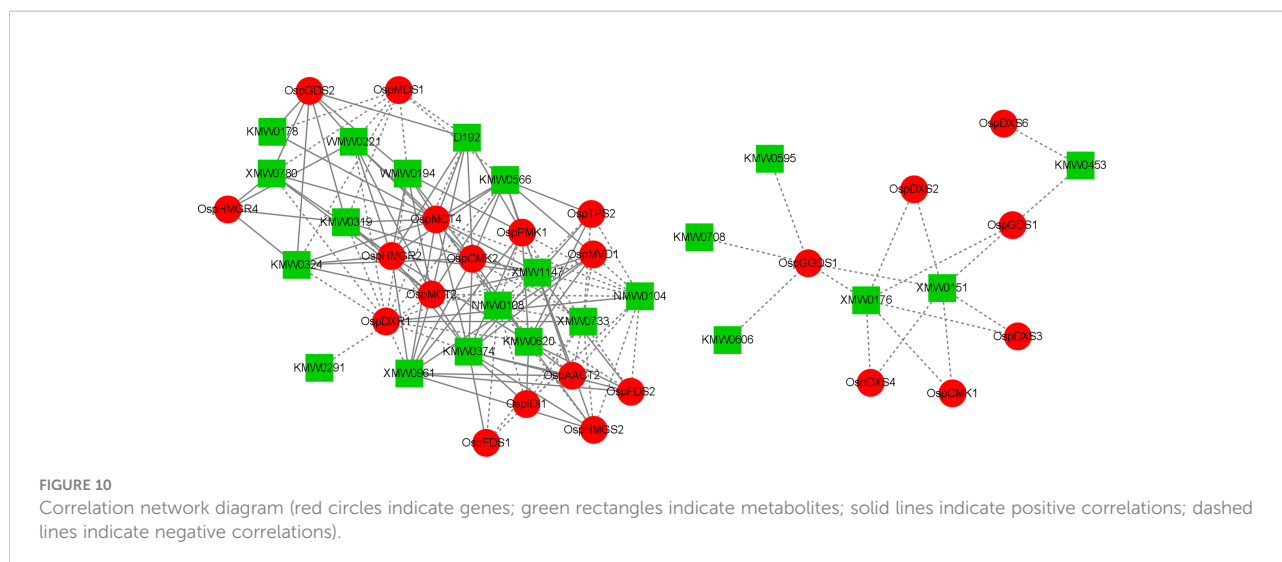 OspGDS2
OspMDS1
KMW0178
WMW0221
D192
XMW0780
WMW0194
KMW0566
OspHMGR4
KMW0319
OspMCT4
OspTPS2
OspPMK1
KMW0324
OspHMGR2
OspCMK2
OspMVD1
XMW1147
OspMCT2
NMW0108
NMW0104
OspDXR1
XMW0733
KMW0374
KMW0620
KMW0291
XMW0961
OspAACT2
OspFDS2
OspIDI1
OspHMGS2
OspFDS1
OspDXS6
KMW0595
KMW0453
OspDXS2
OspGDS1
KMW0708
OspGGDS1
XMW0176
XMW0151
KMW0606
OspDXS3
OspDXS4
OspCMK1
FIGURE 10
Correlation network diagram (red circles indicate genes; green rectangles indicate metabolites; solid lines indicate positive correlations; dashed
lines indicate negative correlations).